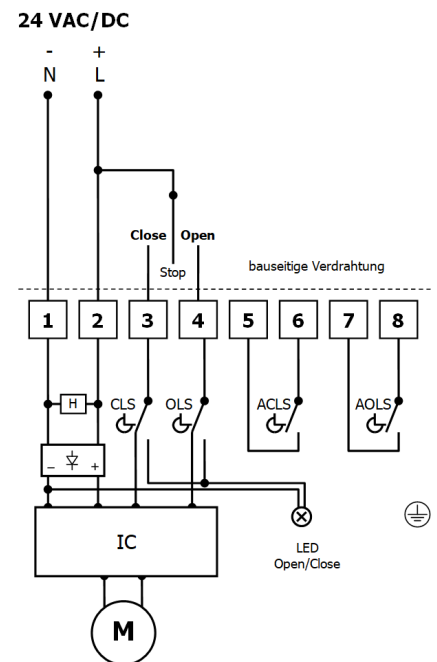 24 VAC/DC
- +
N L
Close Open
Stop
bauseitige Verdrahtung
1 2 3 4 5 6 7 8
H CLS OLS ACLS AOLS
– +
IC
LED
Open/Close
M